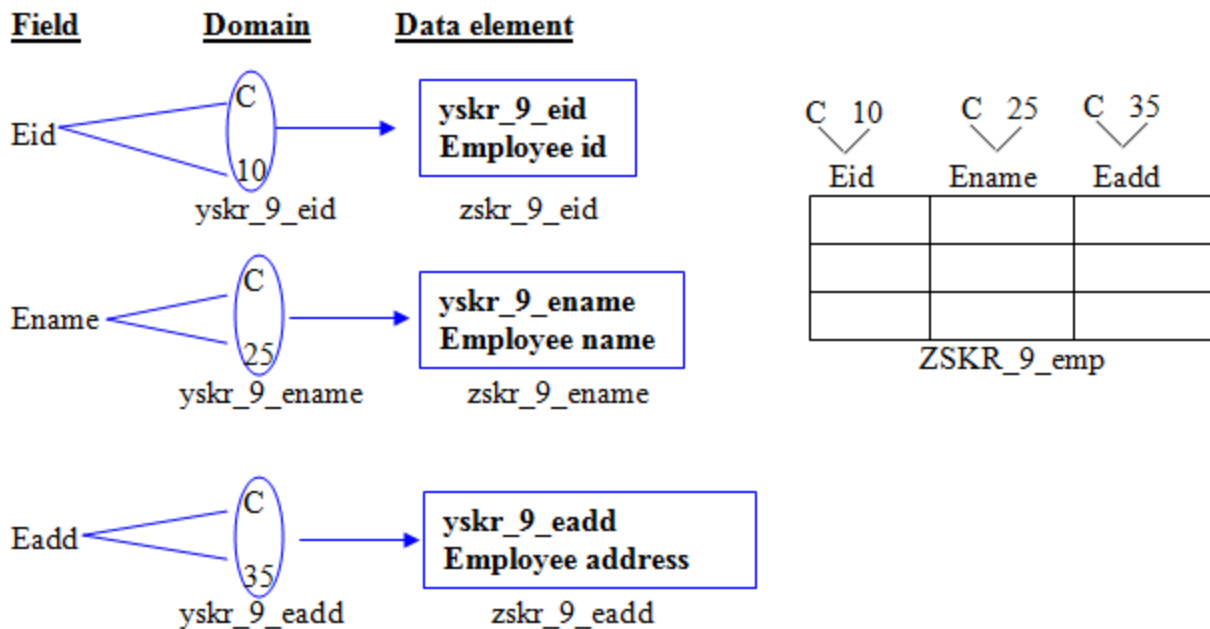 Field Domain Data element
Eid
C
10
yskr_9_eid
yskr_9_eid
Employee id
zskr_9_eid
Ename
C
25
yskr_9_ename
yskr_9_ename
Employee name
zskr_9_ename
Eadd
C
35
yskr_9_eadd
yskr_9_eadd
Employee address
zskr_9_eadd
C 10 C 25 C 35
Eid Ename Eadd
ZSKR_9_emp